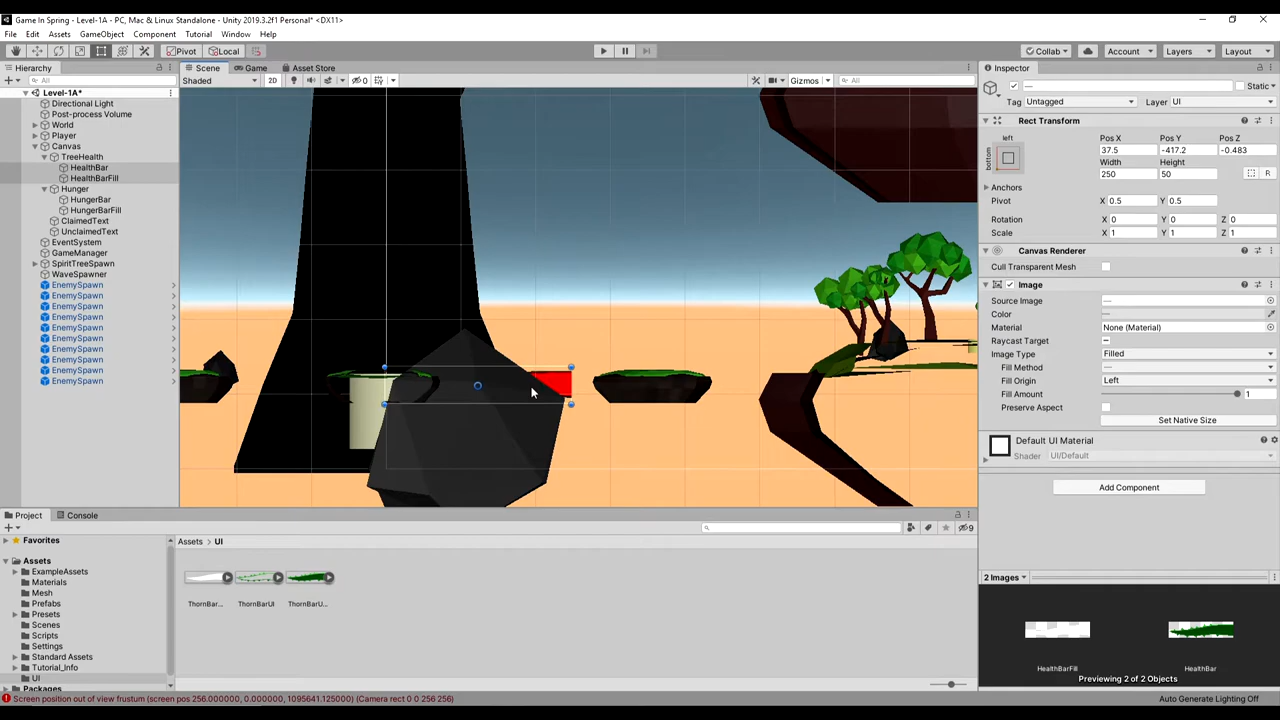 Game In Spring - Level-1A - PC, Mac & Linux Standalone - Unity 2019.3.2f1 Personal* <DX11>
File Edit Assets GameObject Component Tutorial Window Help
Pivot Local Collab Account Layers Layout
Hierarchy
All
Level-1A*
Directional Light
Post-process Volume
World
Player
Canvas
TreeHealth
HealthBar
HealthBarFill
Hunger
HungerBar
HungerBarFill
ClaimedText
UnclaimedText
EventSystem
GameManager
SpiritTreeSpawn
WaveSpawner
EnemySpawn
EnemySpawn
EnemySpawn
EnemySpawn
EnemySpawn
EnemySpawn
EnemySpawn
EnemySpawn
EnemySpawn
EnemySpawn
Scene Game Asset Store
Shaded 2D 0 Gizmos All
Inspector
— Static
Tag Untagged Layer UI
Rect Transform
left
bottom
Pos X Pos Y Pos Z
37.5 -417.2 -0.483
Width Height
250 50 R
Anchors
Pivot X 0.5 Y 0.5
Rotation X 0 Y 0 Z 0
Scale X 1 Y 1 Z 1
Canvas Renderer
Cull Transparent Mesh
Image
Source Image —
Color —
Material None (Material)
Raycast Target —
Image Type Filled
Fill Method —
Fill Origin Left
Fill Amount 1
Preserve Aspect
Set Native Size
Default UI Material
Shader UI/Default
Add Component
2 Images
HealthBarFill HealthBar
Previewing 2 of 2 Objects
Project Console
Favorites
Assets
ExampleAssets
Materials
Mesh
Prefabs
Presets
Scenes
Scripts
Settings
Standard Assets
Tutorial_Info
UI
Packages
Assets > UI
9
ThornBar... ThornBarUI ThornBarU...
Screen position out of view frustum (screen pos 256.000000, 0.000000, 1095641.125000) (Camera rect 0 0 256 256)
Auto Generate Lighting Off